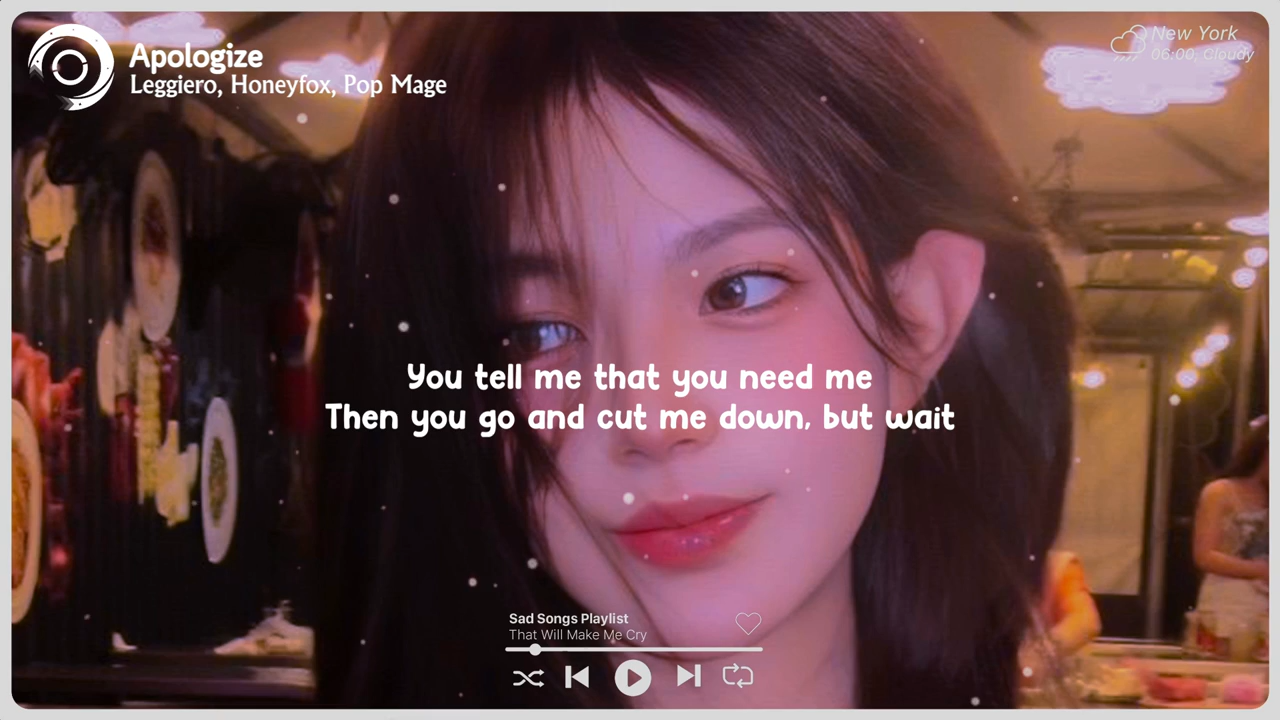 Apologize
Leggiero, Honeyfox, Pop Mage
New York
06:00, Cloudy
You tell me that you need me
Then you go and cut me down, but wait
Sad Songs Playlist
That Will Make Me Cry